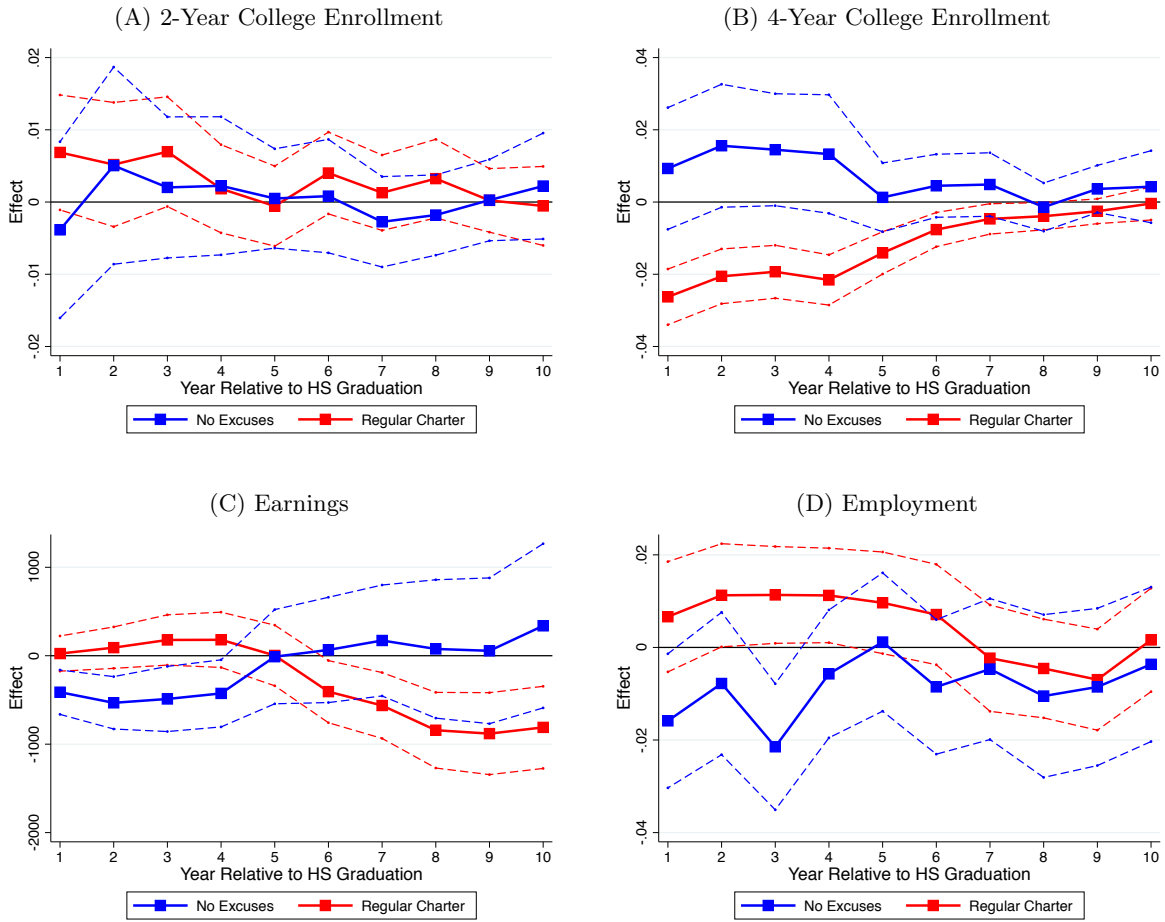 (A) 2-Year College Enrollment
Effect
.02
.01
0
-.01
-.02
1 2 3 4 5 6 7 8 9 10
Year Relative to HS Graduation
No Excuses Regular Charter
(B) 4-Year College Enrollment
Effect
.04
.02
0
-.02
-.04
1 2 3 4 5 6 7 8 9 10
Year Relative to HS Graduation
No Excuses Regular Charter
(C) Earnings
Effect
1000
0
-1000
-2000
1 2 3 4 5 6 7 8 9 10
Year Relative to HS Graduation
No Excuses Regular Charter
(D) Employment
Effect
.02
0
-.02
-.04
1 2 3 4 5 6 7 8 9 10
Year Relative to HS Graduation
No Excuses Regular Charter